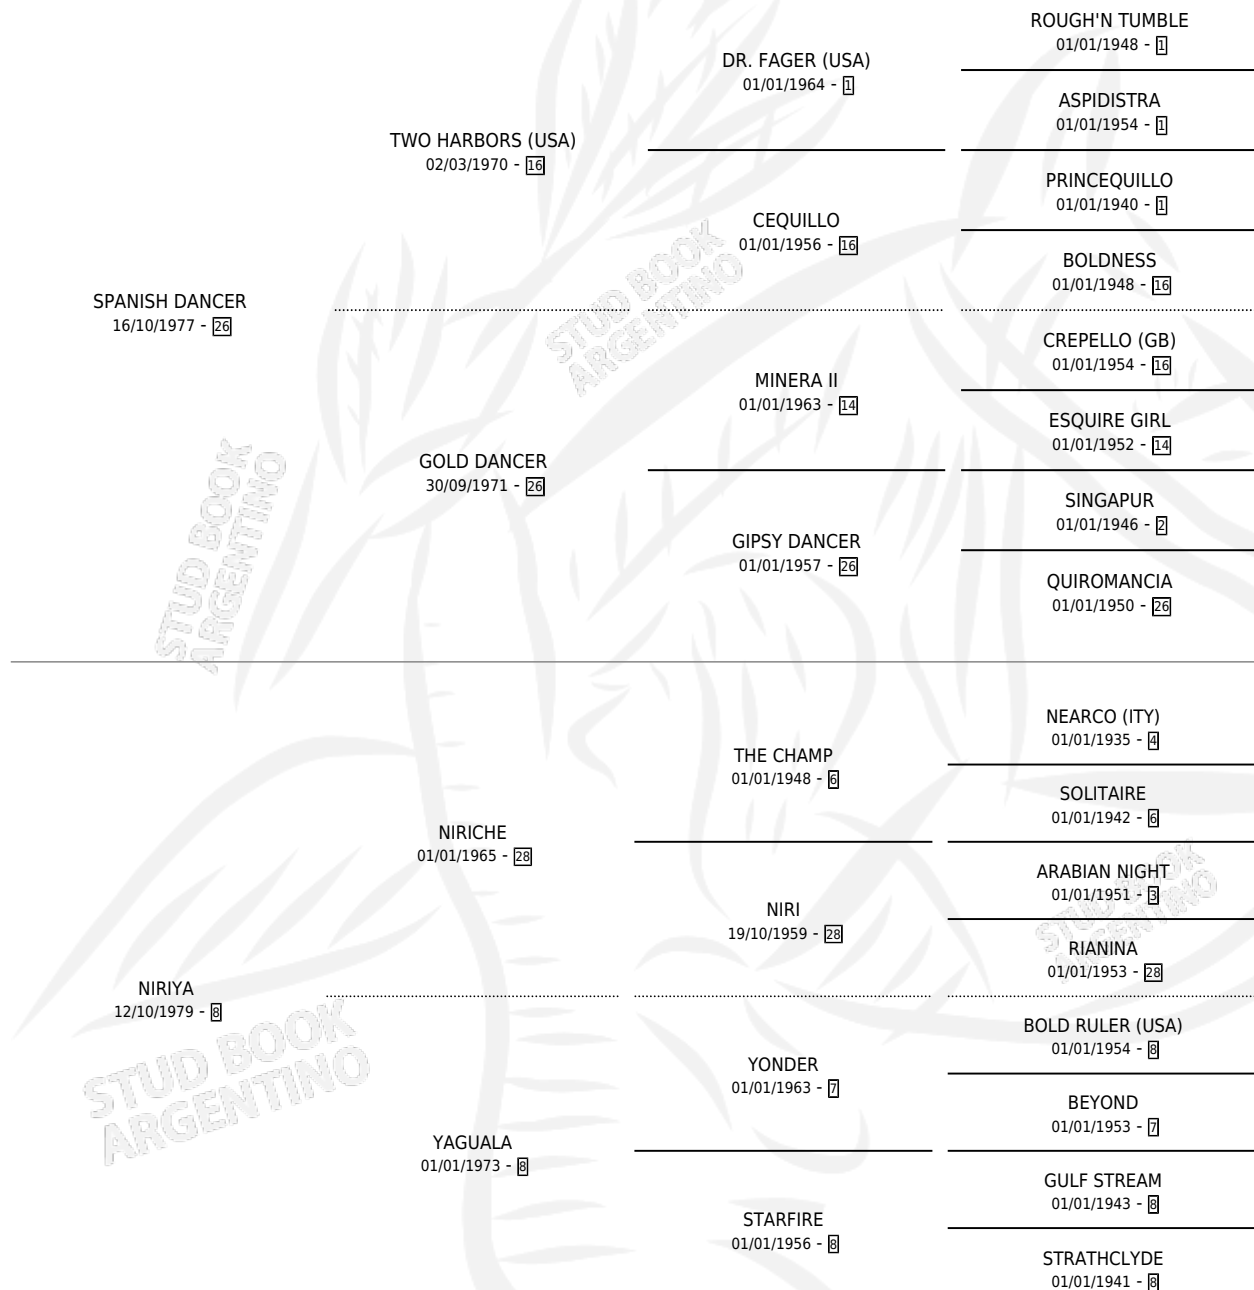 SPANISH DANCER
16/10/1977 - 26
TWO HARBORS (USA)
02/03/1970 - 16
GOLD DANCER
30/09/1971 - 26
DR. FAGER (USA)
01/01/1964 - 1
CEQUILLO
01/01/1956 - 16
MINERA II
01/01/1963 - 14
GIPSY DANCER
01/01/1957 - 26
ROUGH'N TUMBLE
01/01/1948 - 1
ASPIDISTRA
01/01/1954 - 1
PRINCEQUILLO
01/01/1940 - 1
BOLDNESS
01/01/1948 - 16
CREPELLO (GB)
01/01/1954 - 16
ESQUIRE GIRL
01/01/1952 - 14
SINGAPUR
01/01/1946 - 2
QUIROMANCIA
01/01/1950 - 26
NIRIYA
12/10/1979 - 8
NIRICHE
01/01/1965 - 28
YAGUALA
01/01/1973 - 8
THE CHAMP
01/01/1948 - 6
NIRI
19/10/1959 - 28
YONDER
01/01/1963 - 7
STARFIRE
01/01/1956 - 8
NEARCO (ITY)
01/01/1935 - 4
SOLITAIRE
01/01/1942 - 6
ARABIAN NIGHT
01/01/1951 - 3
RIANINA
01/01/1953 - 28
BOLD RULER (USA)
01/01/1954 - 8
BEYOND
01/01/1953 - 7
GULF STREAM
01/01/1943 - 8
STRATHCLYDE
01/01/1941 - 8
STUD BOOK
ARGENTINO
STUD BOOK
ARGENTINO
STUD BOOK
ARGENTINO
STUD BOOK
ARGENTINO